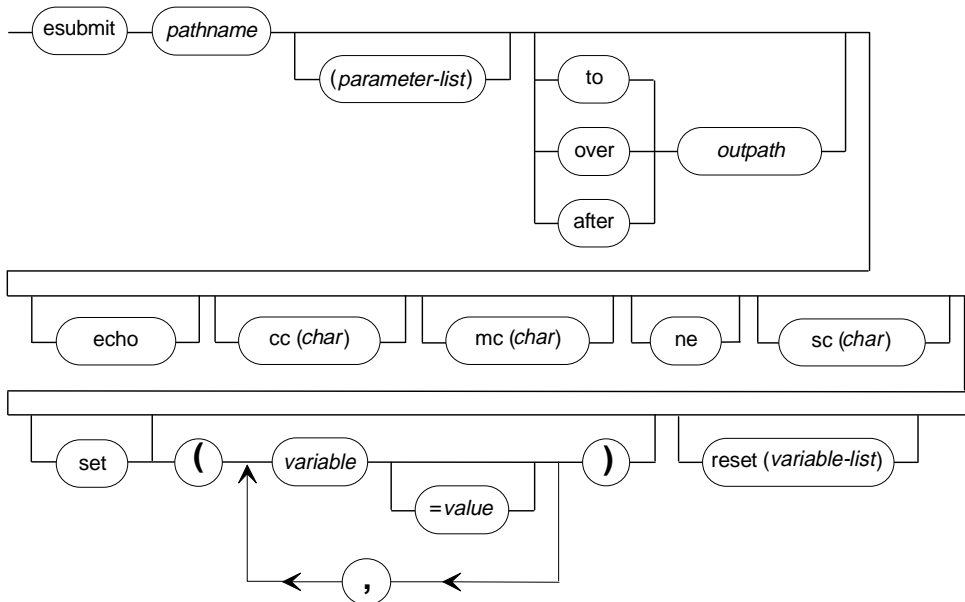 esubmit pathname
(parameter-list) to
over outpath
after
echo cc (char) mc (char) ne sc (char)
set ( variable ) reset (variable-list)
=value
,